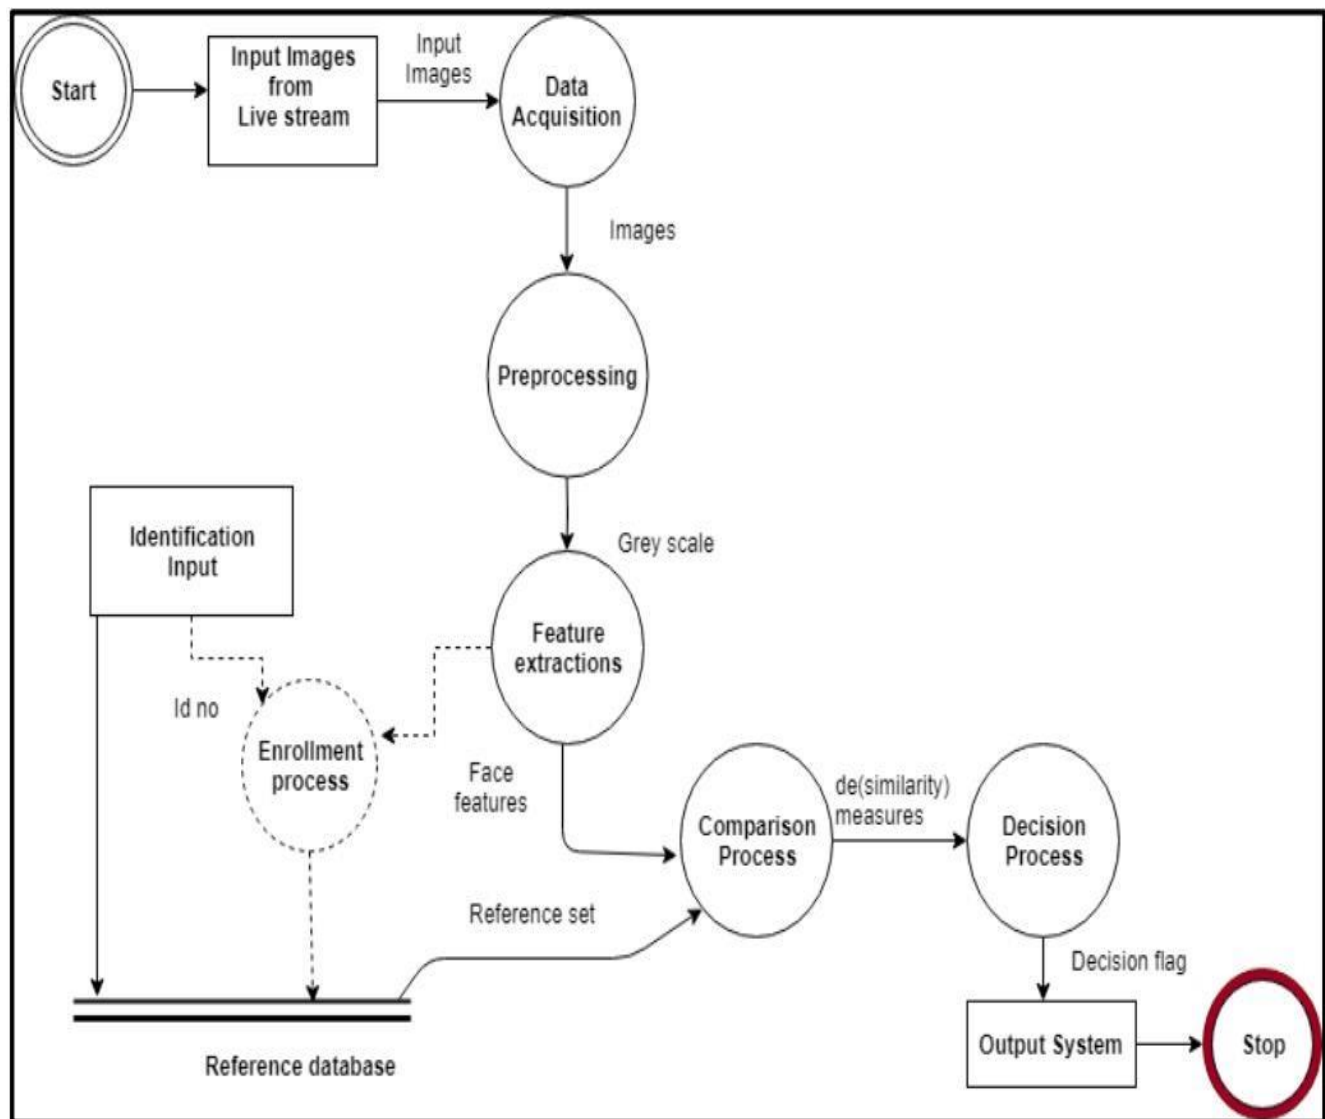 Start
Input Images
from
Live stream
Input
Images
Data
Acquisition
Images
Preprocessing
Grey scale
Identification
Input
Feature
extractions
Id no
Enrollment
process
Face
features
Comparison
Process
de(similarity)
measures
Decision
Process
Reference set
Decision flag
Reference database
Output System
Stop